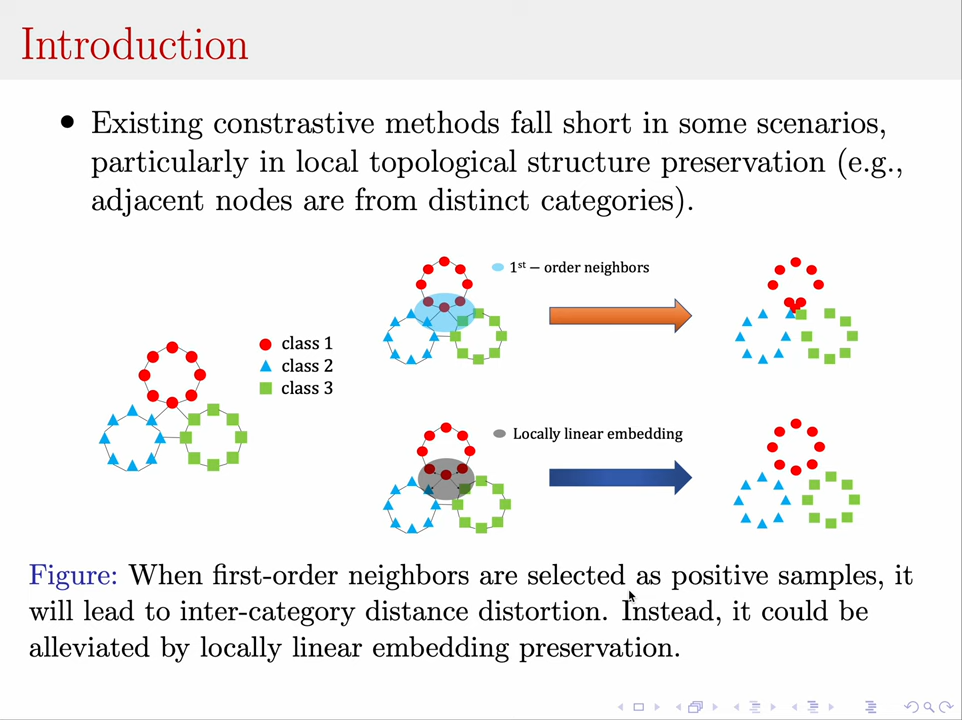 Introduction
• Existing constrastive methods fall short in some scenarios,
particularly in local topological structure preservation (e.g.,
adjacent nodes are from distinct categories).
1st – order neighbors
class 1
class 2
class 3
Locally linear embedding
Figure: When first-order neighbors are selected as positive samples, it
will lead to inter-category distance distortion. Instead, it could be
alleviated by locally linear embedding preservation.